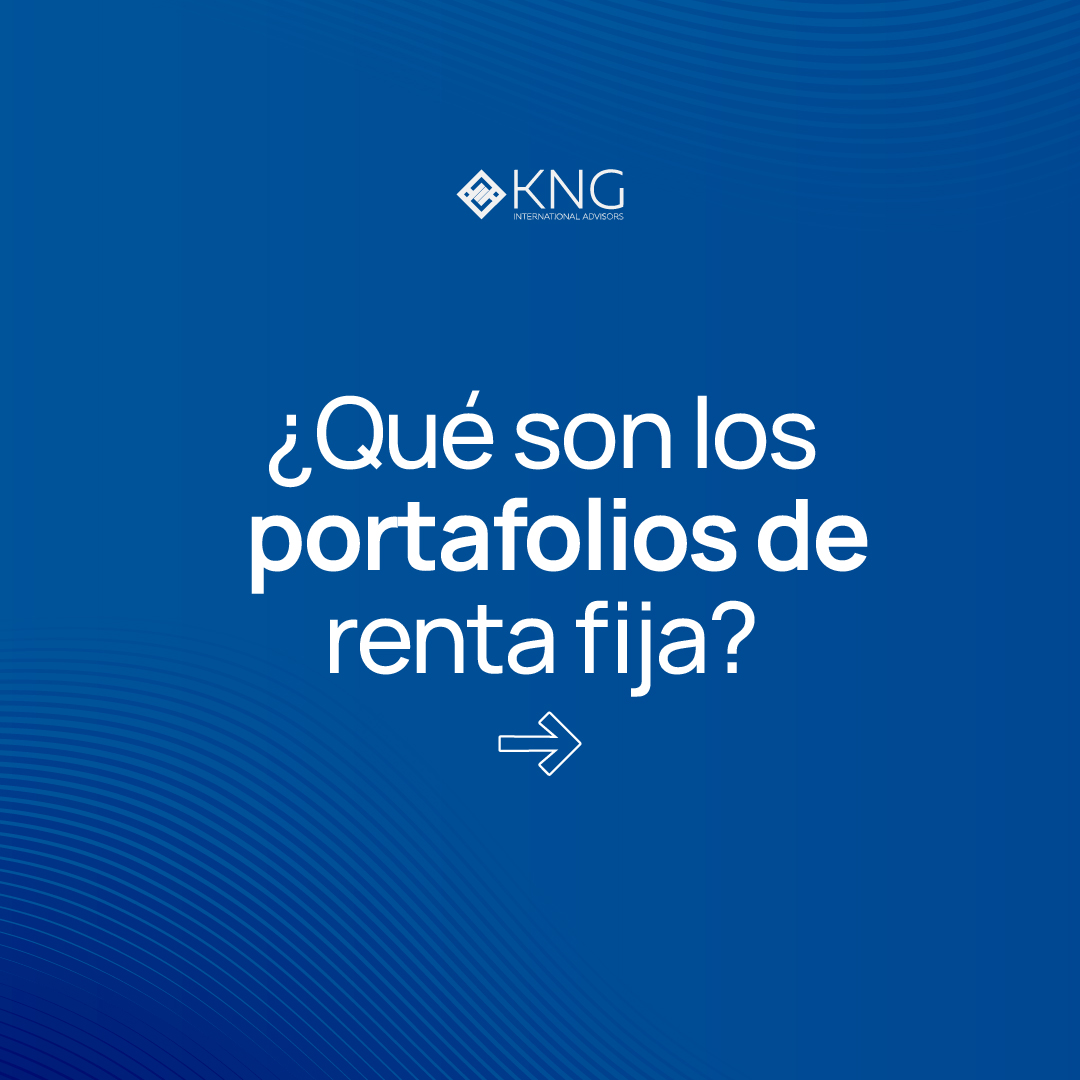 KNG
INTERNATIONAL ADVISORS
¿Qué son los
portafolios de
renta fija?